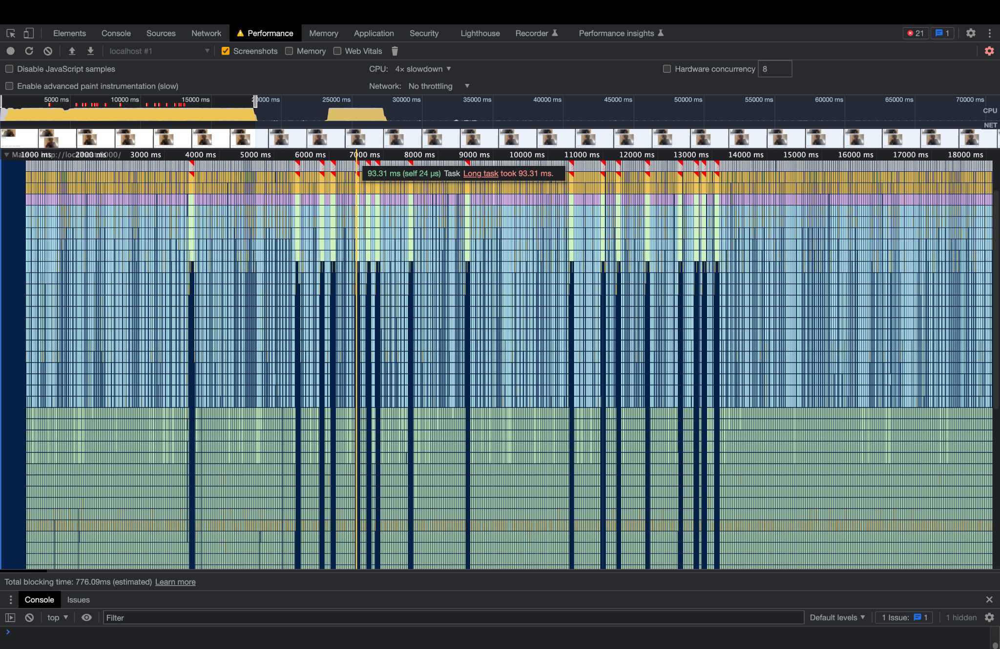 Elements Console Sources Network Performance Memory Application Security Lighthouse Recorder Performance insights 21 1
localhost #1 Screenshots Memory Web Vitals
Disable JavaScript samples CPU: 4× slowdown Hardware concurrency 8
Enable advanced paint instrumentation (slow) Network: No throttling
5000 ms 10000 ms 15000 ms 20000 ms 25000 ms 30000 ms 35000 ms 40000 ms 45000 ms 50000 ms 55000 ms 60000 ms 65000 ms 70000 ms
CPU
NET
1000 ms 2000 ms 3000 ms 4000 ms 5000 ms 6000 ms 7000 ms 8000 ms 9000 ms 10000 ms 11000 ms 12000 ms 13000 ms 14000 ms 15000 ms 16000 ms 17000 ms 18000 ms
93.31 ms (self 24 µs) Task Long task took 93.31 ms.
Total blocking time: 776.09ms (estimated) Learn more
Console Issues
top Filter Default levels 1 Issue: 1 1 hidden